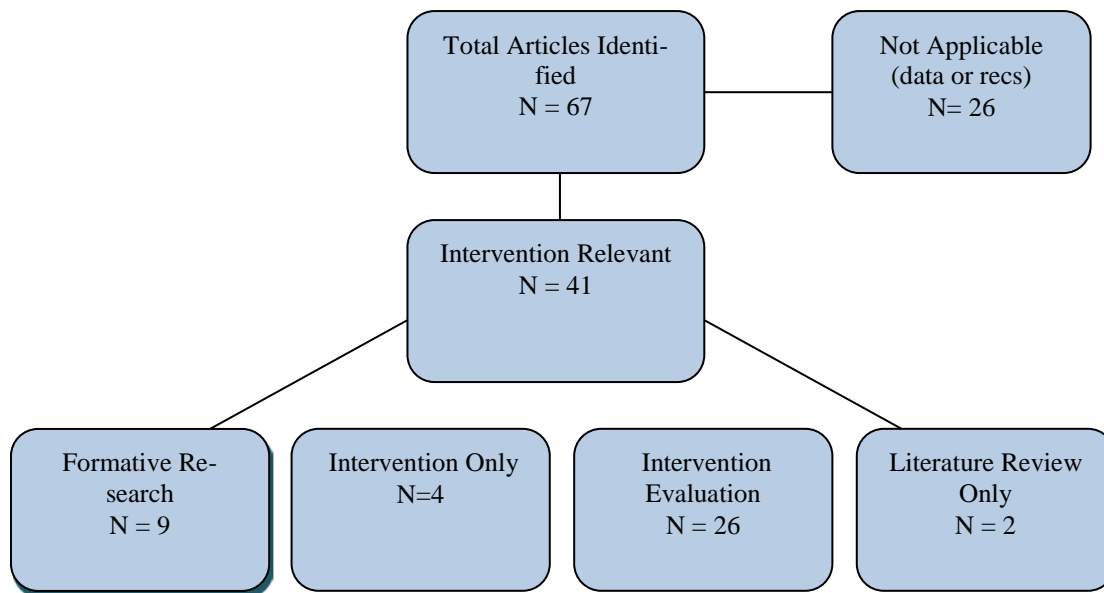 Total Articles Identi-
fied
N = 67
Not Applicable
(data or recs)
N= 26
Intervention Relevant
N = 41
Formative Re-
search
N = 9
Intervention Only
N=4
Intervention
Evaluation
N = 26
Literature Review
Only
N = 2